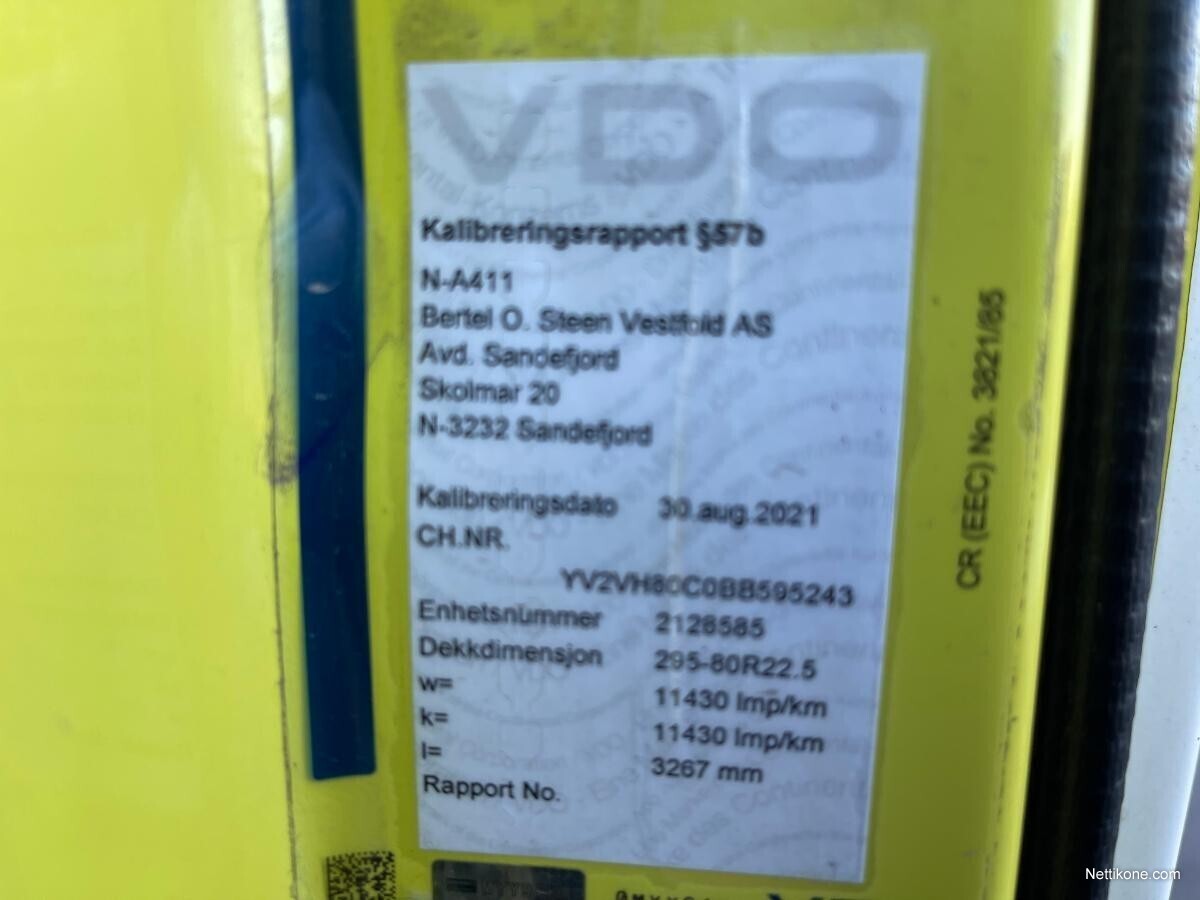 VDO
Kalibreringsrapport §57b
N-A411
Bertel O. Steen Vestfold AS
Avd. Sandefjord
Skolmar 20
N-3232 Sandefjord
Kalibreringsdato 30.aug.2021
CH.NR.
YV2VH80C0BB595243
Enhetsnummer 2128585
Dekkdimensjon 295-80R22.5
w= 11430 Imp/km
k= 11430 Imp/km
l= 3267 mm
Rapport No.
CR (EEC) No. 3821/85
Nettikone.com